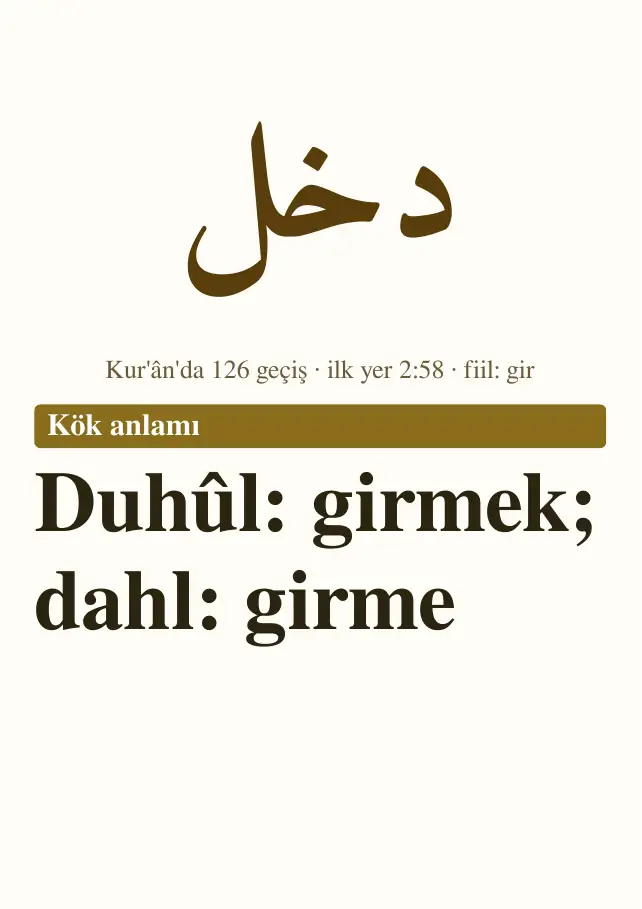 دخل
Kur'ân'da 126 geçiş · ilk yer 2:58 · fiil: gir
Kök anlamı
Duhûl: girmek;
dahl: girme